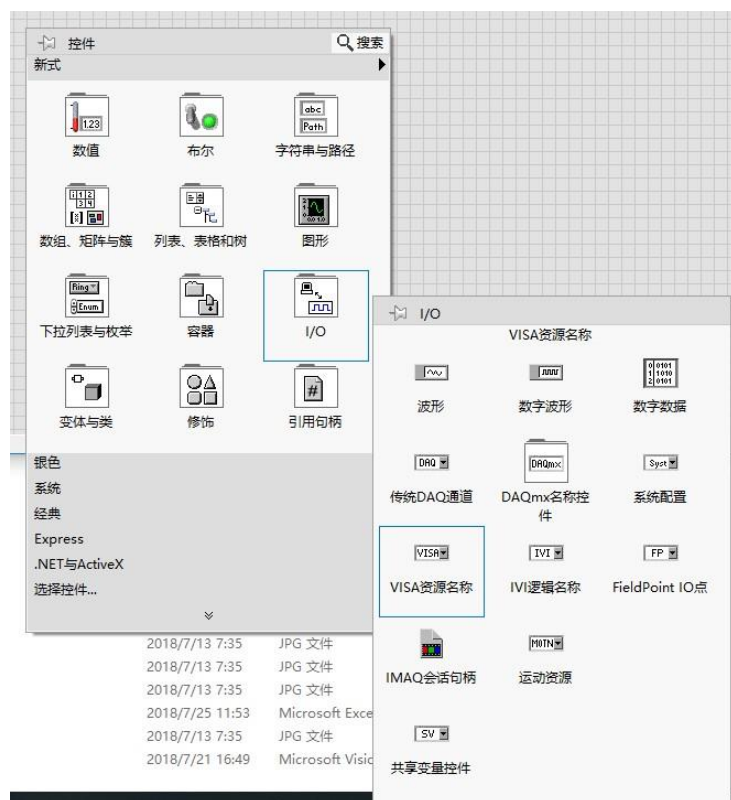 控件
搜索
新式
1.23
abc
Path
数值
布尔
字符串与路径
数组、矩阵与簇
列表、表格和树
图形
Ring
Enum
下拉列表与枚举
容器
I/O
#
变体与类
修饰
引用句柄
银色
系统
经典
Express
.NET与ActiveX
选择控件...
I/O
VISA资源名称
0 0101
1 1010
2 0101
波形
数字波形
数字数据
DAQ
DAQmx
Syst
传统DAQ通道
DAQmx名称控
件
系统配置
VISA
IVI
FP
VISA资源名称
IVI逻辑名称
FieldPoint IO点
MOTN
IMAQ会话句柄
运动资源
SV
共享变量控件
2018/7/13 7:35 JPG 文件
2018/7/13 7:35 JPG 文件
2018/7/13 7:35 JPG 文件
2018/7/25 11:53 Microsoft Exce
2018/7/13 7:35 JPG 文件
2018/7/21 16:49 Microsoft Visio